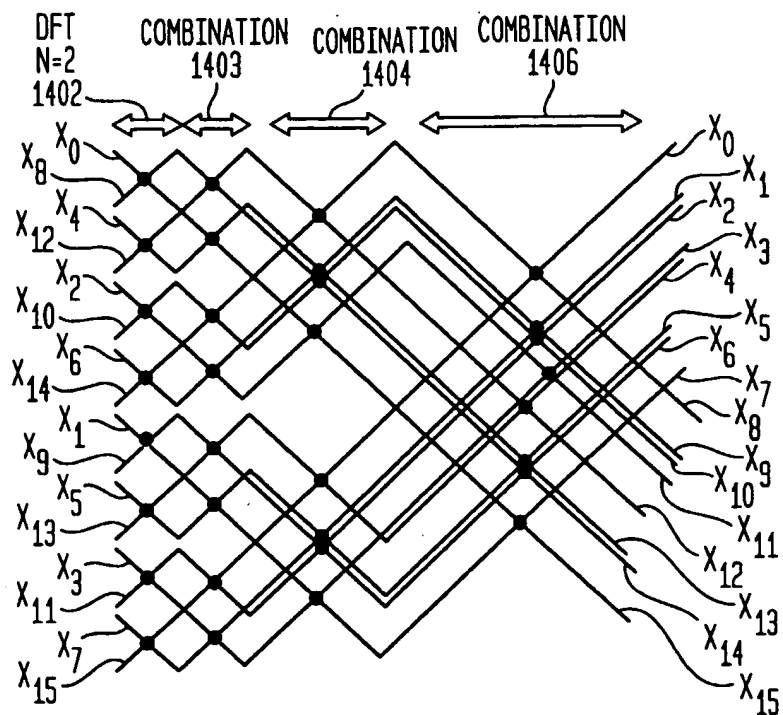 DFT
N=2
1402
COMBINATION
1403
COMBINATION
1404
COMBINATION
1406
X0
X8
X4
X12
X2
X10
X6
X14
X1
X9
X5
X13
X3
X11
X7
X15
X0
X1
X2
X3
X4
X5
X6
X7
X8
X9
X10
X11
X12
X13
X14
X15